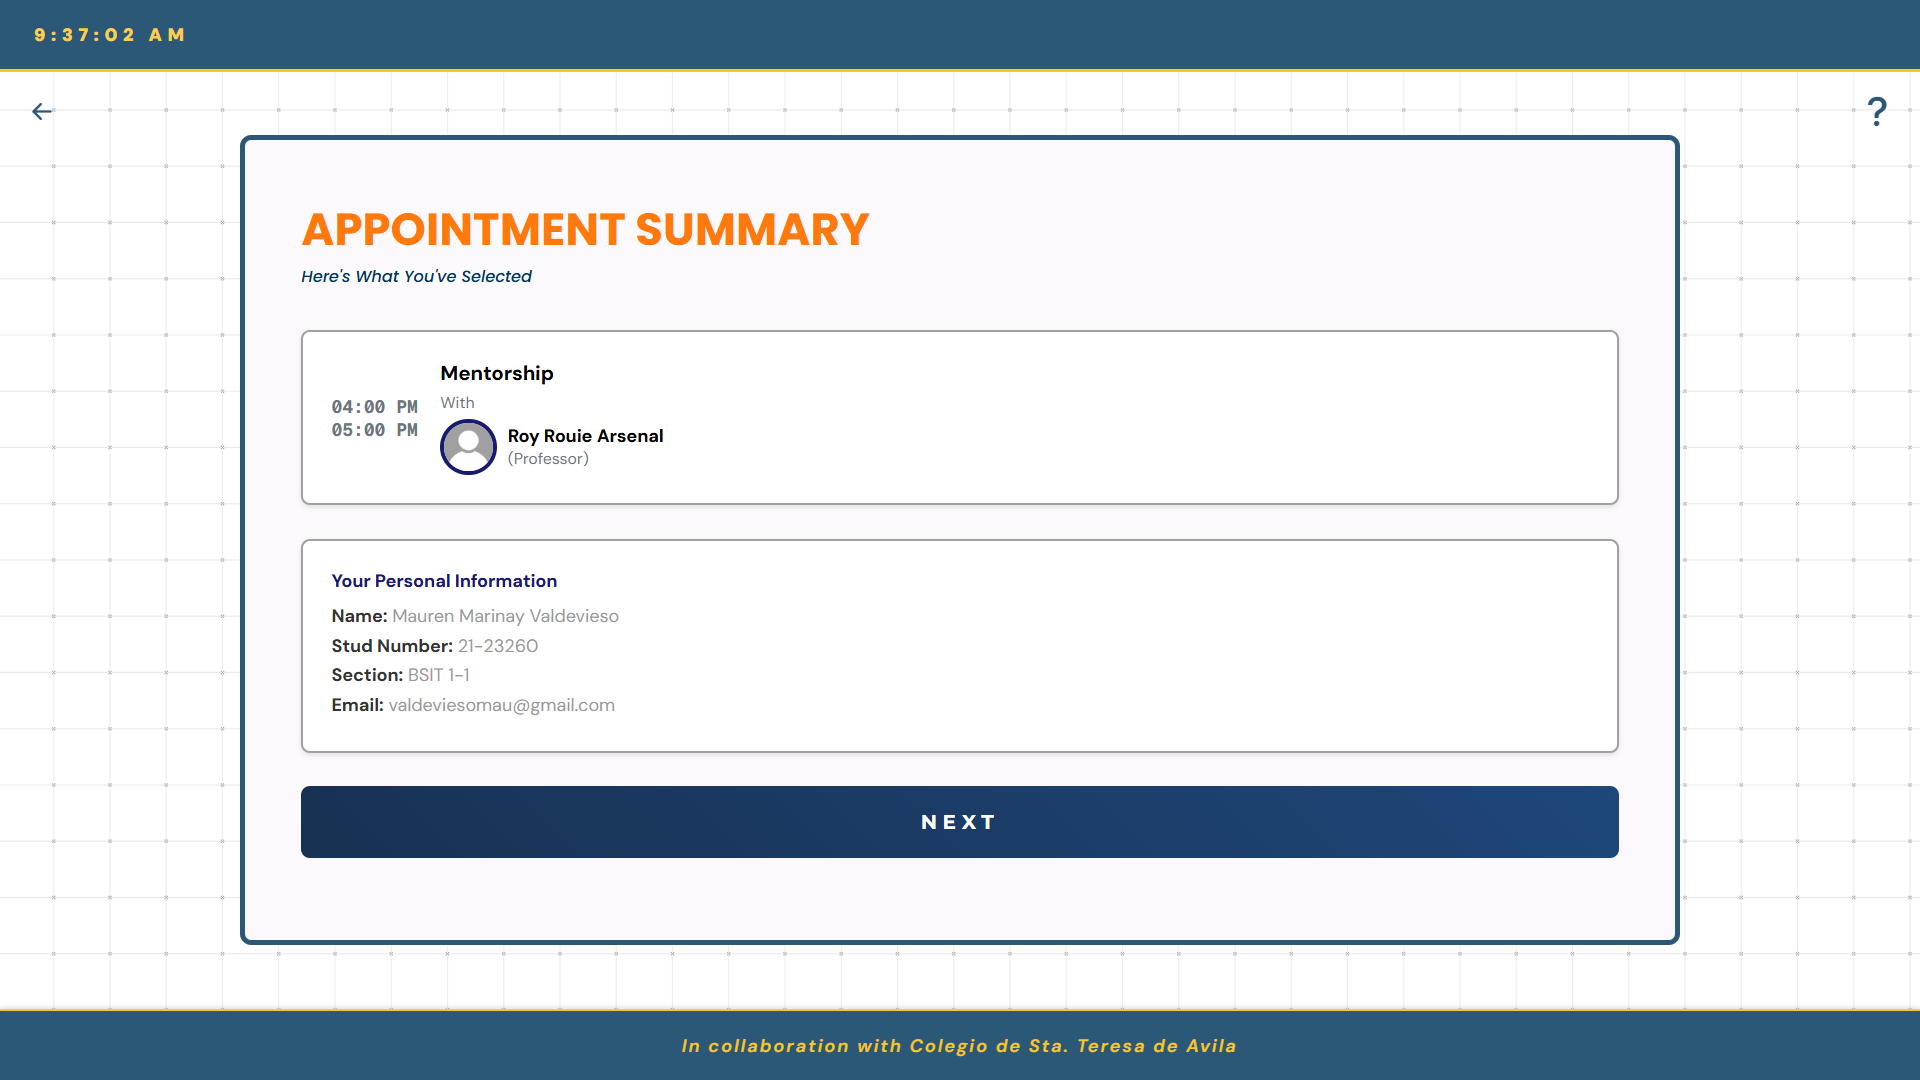 9:37:02 AM
?
APPOINTMENT SUMMARY
Here's What You've Selected
04:00 PM
05:00 PM
Mentorship
With
Roy Rouie Arsenal
(Professor)
Your Personal Information
Name: Mauren Marinay Valdevieso
Stud Number: 21-23260
Section: BSIT 1-1
Email: valdeviesomau@gmail.com
NEXT
In collaboration with Colegio de Sta. Teresa de Avila